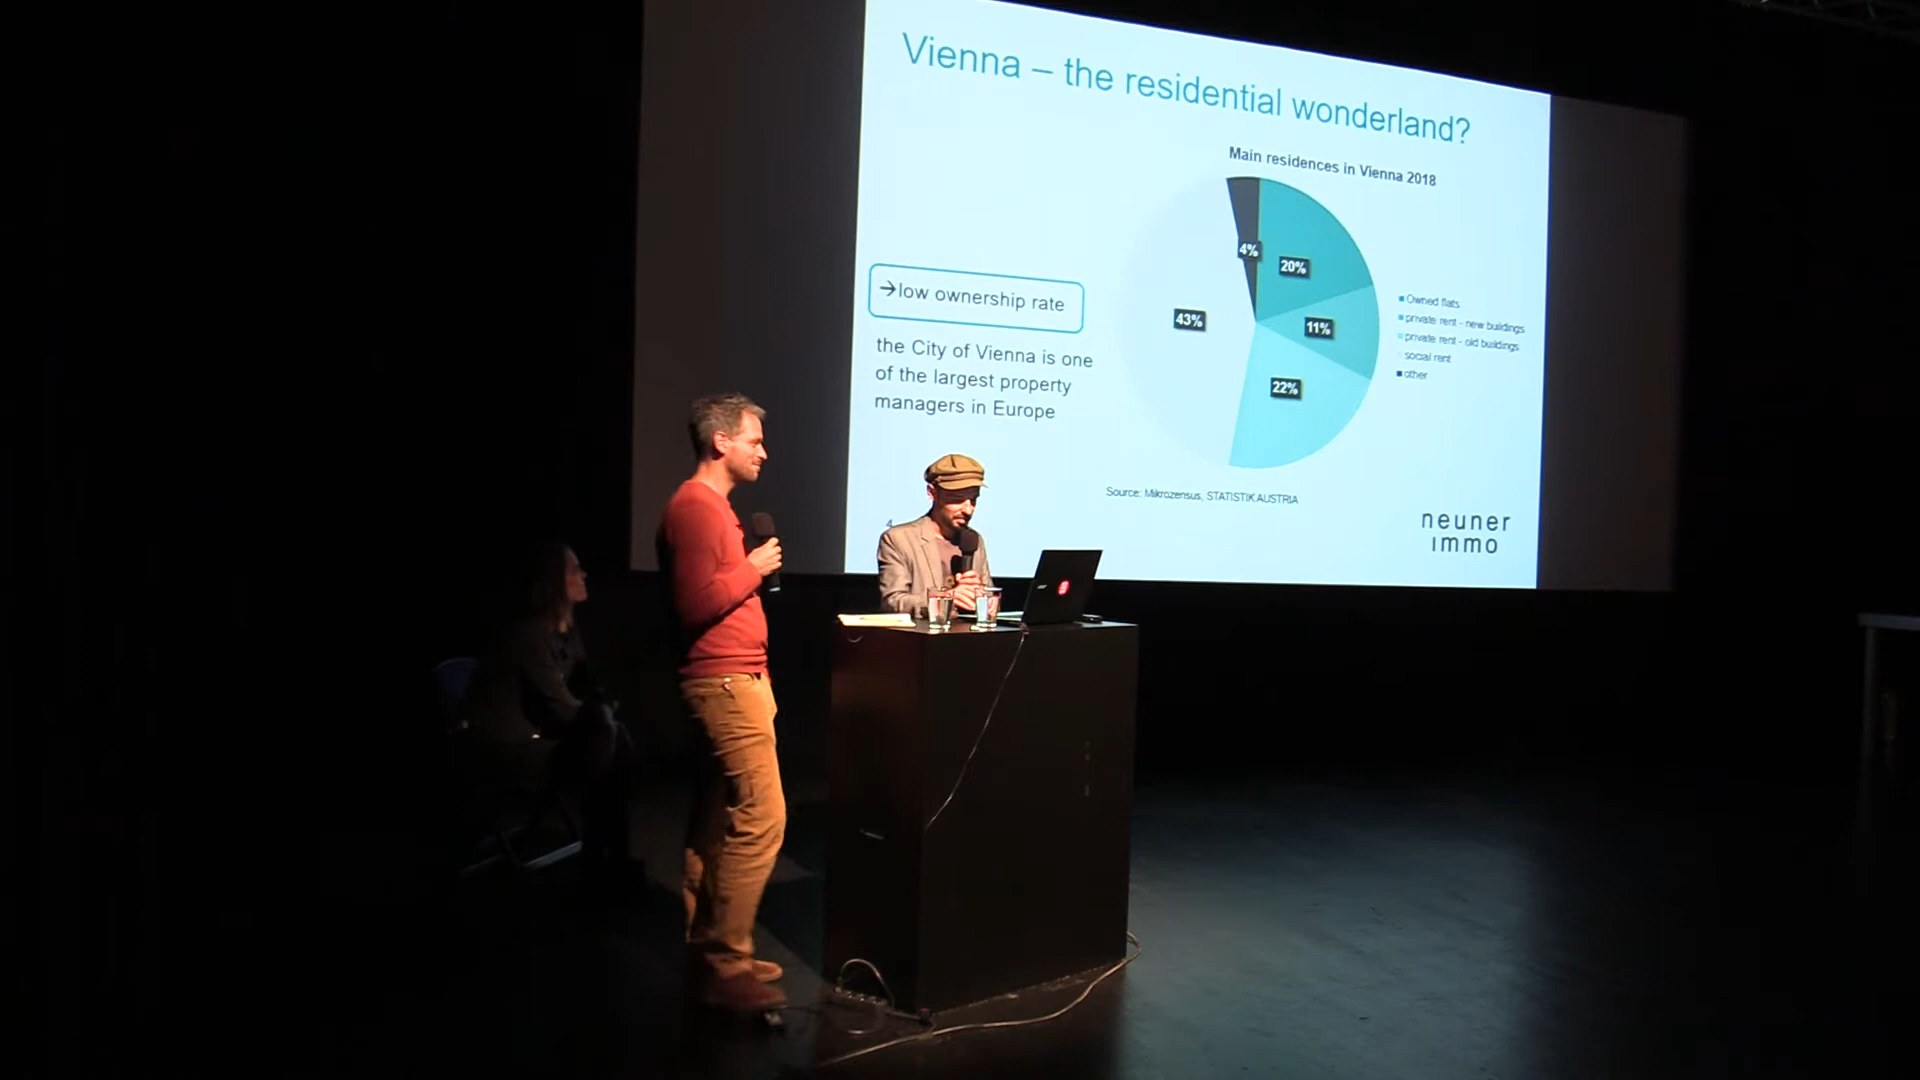 Vienna – the residential wonderland?
Main residences in Vienna 2018
4%
20%
43%
11%
22%
→low ownership rate
the City of Vienna is one
of the largest property
managers in Europe
Owned flats
private rent - new buildings
private rent - old buildings
social rent
other
Source: Mikrozensus, STATISTIK AUSTRIA
4
neuner
immo